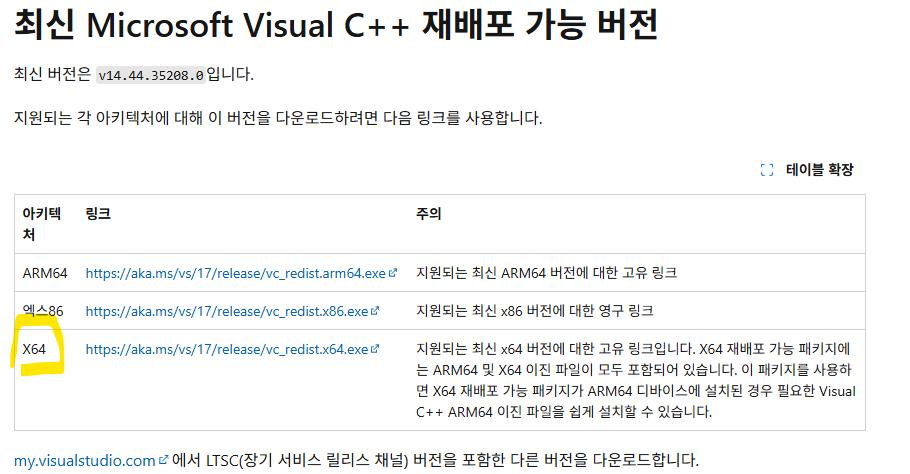 최신 Microsoft Visual C++ 재배포 가능 버전
최신 버전은 v14.44.35208.0입니다.
지원되는 각 아키텍처에 대해 이 버전을 다운로드하려면 다음 링크를 사용합니다.
테이블 확장
아키텍
처
링크
주의
ARM64
https://aka.ms/vs/17/release/vc_redist.arm64.exe
지원되는 최신 ARM64 버전에 대한 고유 링크
엑스86
https://aka.ms/vs/17/release/vc_redist.x86.exe
지원되는 최신 x86 버전에 대한 영구 링크
X64
https://aka.ms/vs/17/release/vc_redist.x64.exe
지원되는 최신 x64 버전에 대한 고유 링크입니다. X64 재배포 가능 패키지에
는 ARM64 및 X64 이진 파일이 모두 포함되어 있습니다. 이 패키지를 사용하
면 X64 재배포 가능 패키지가 ARM64 디바이스에 설치된 경우 필요한 Visual
C++ ARM64 이진 파일을 쉽게 설치할 수 있습니다.
my.visualstudio.com 에서 LTSC(장기 서비스 릴리스 채널) 버전을 포함한 다른 버전을 다운로드합니다.